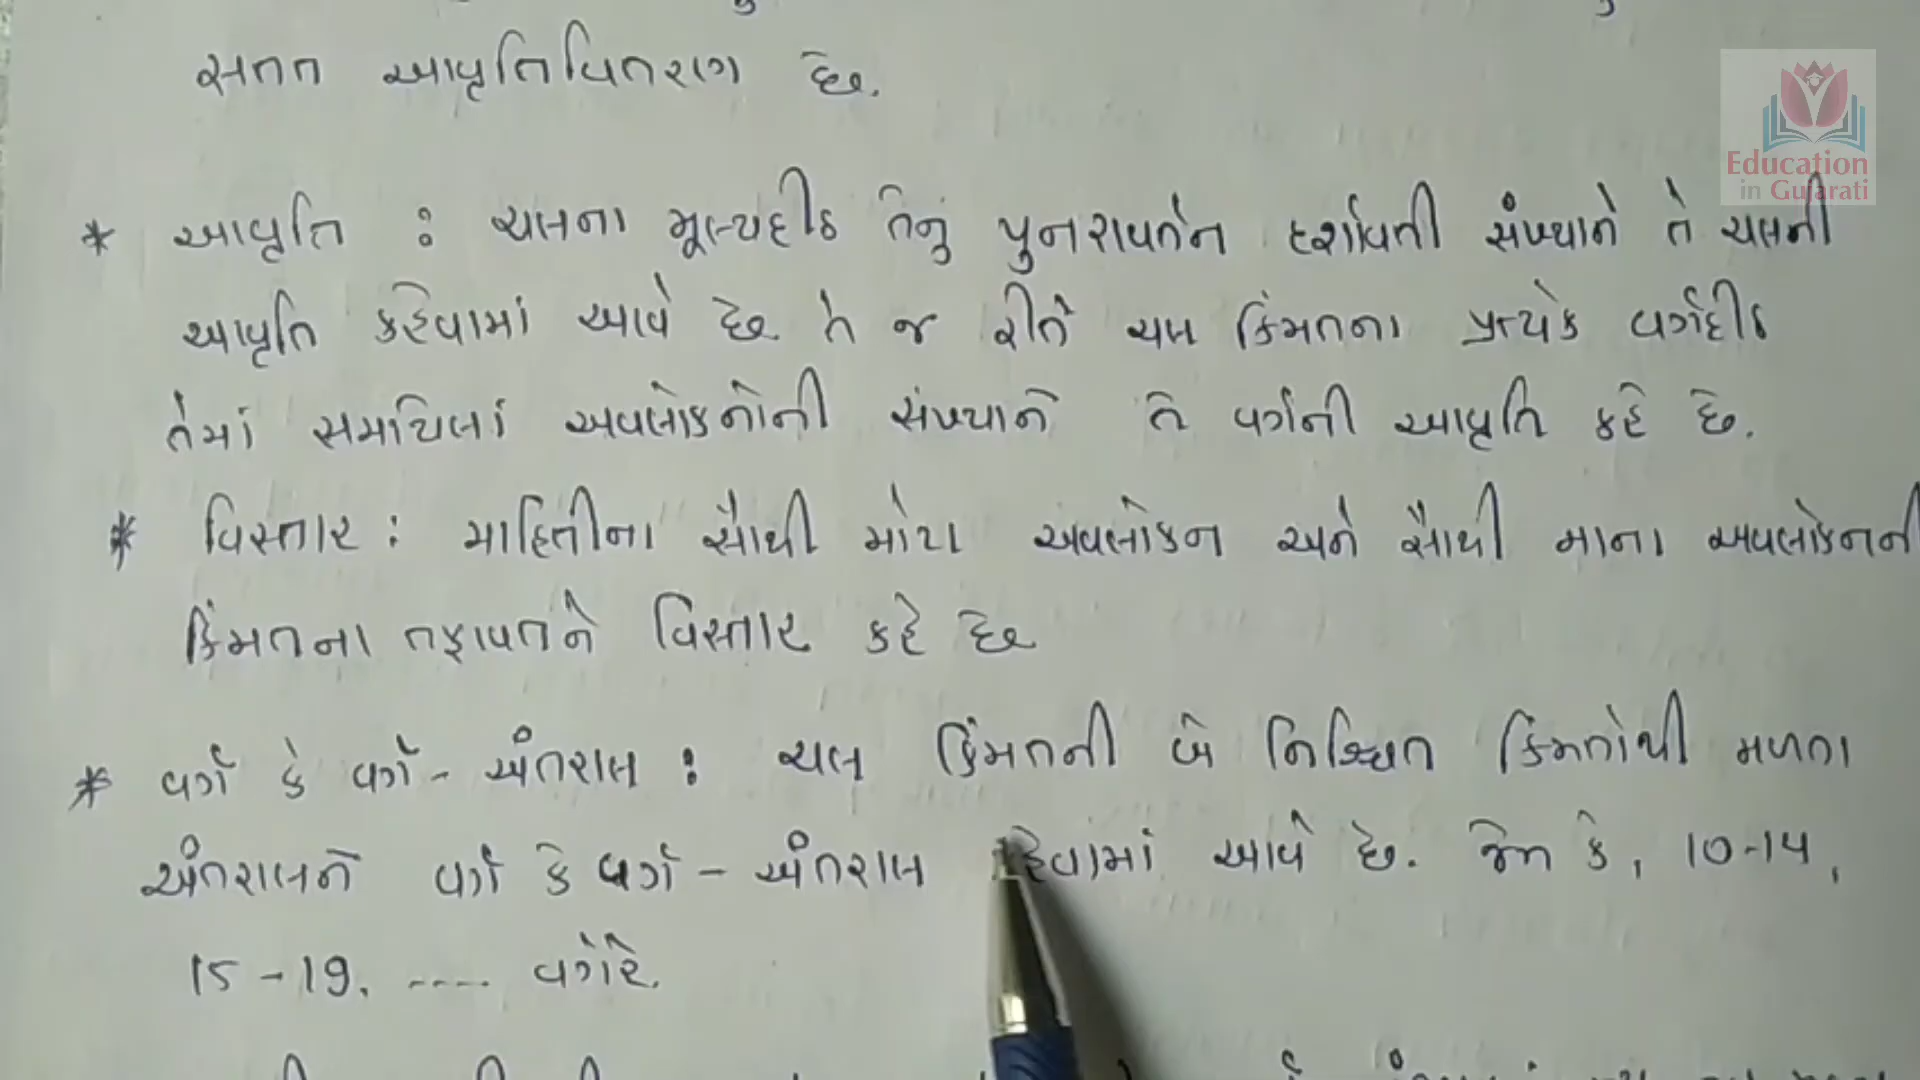 સતત આવૃત્તિવિતરણ છે.
Education
in Gujarati
* આવૃત્તિ : ચલના મૂલ્યદીઠ તેનું પુનરાવર્તન દર્શાવતી સંખ્યાને તે ચલની
આવૃત્તિ કહેવામાં આવે છે તે જ રીતે ચલ કિંમતના પ્રત્યેક વર્ગદીઠ
તેમાં સમાયેલાં અવલોકનોની સંખ્યાને તે વર્ગની આવૃત્તિ કહે છે.
* વિસ્તાર : માહિતીના સૌથી મોટા અવલોકન અને સૌથી નાના અવલોકનની
કિંમતના તફાવતને વિસ્તાર કહે છે
* વર્ગ કે વર્ગ - અંતરાલ : ચલ કિંમતની બે નિશ્ચિત કિંમતોથી મળતા
અંતરાલને વર્ગ કે વર્ગ - અંતરાલ કહેવામાં આવે છે. જેમ કે, 10-14,
15-19. .... વગેરે.